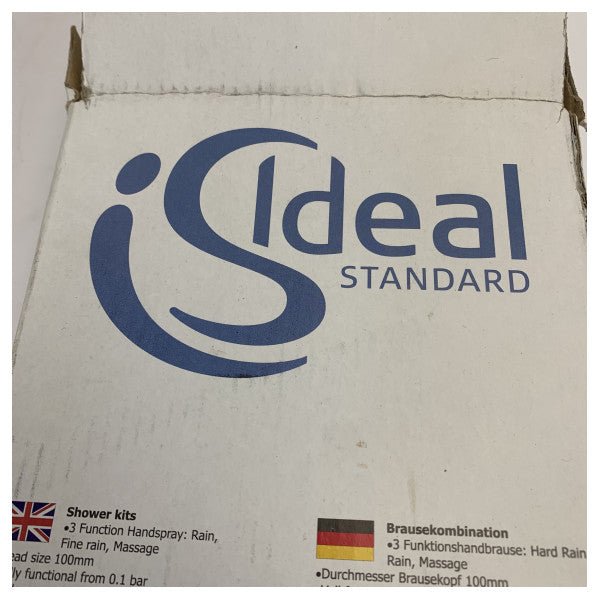 Ideal
STANDARD
Shower kits
•3 Function Handspray: Rain,
Fine rain, Massage
ead size 100mm
ly functional from 0.1 bar
Brausekombination
•3 Funktionshandbrause: Hard Rain
Rain, Massage
•Durchmesser Brausekopf 100mm